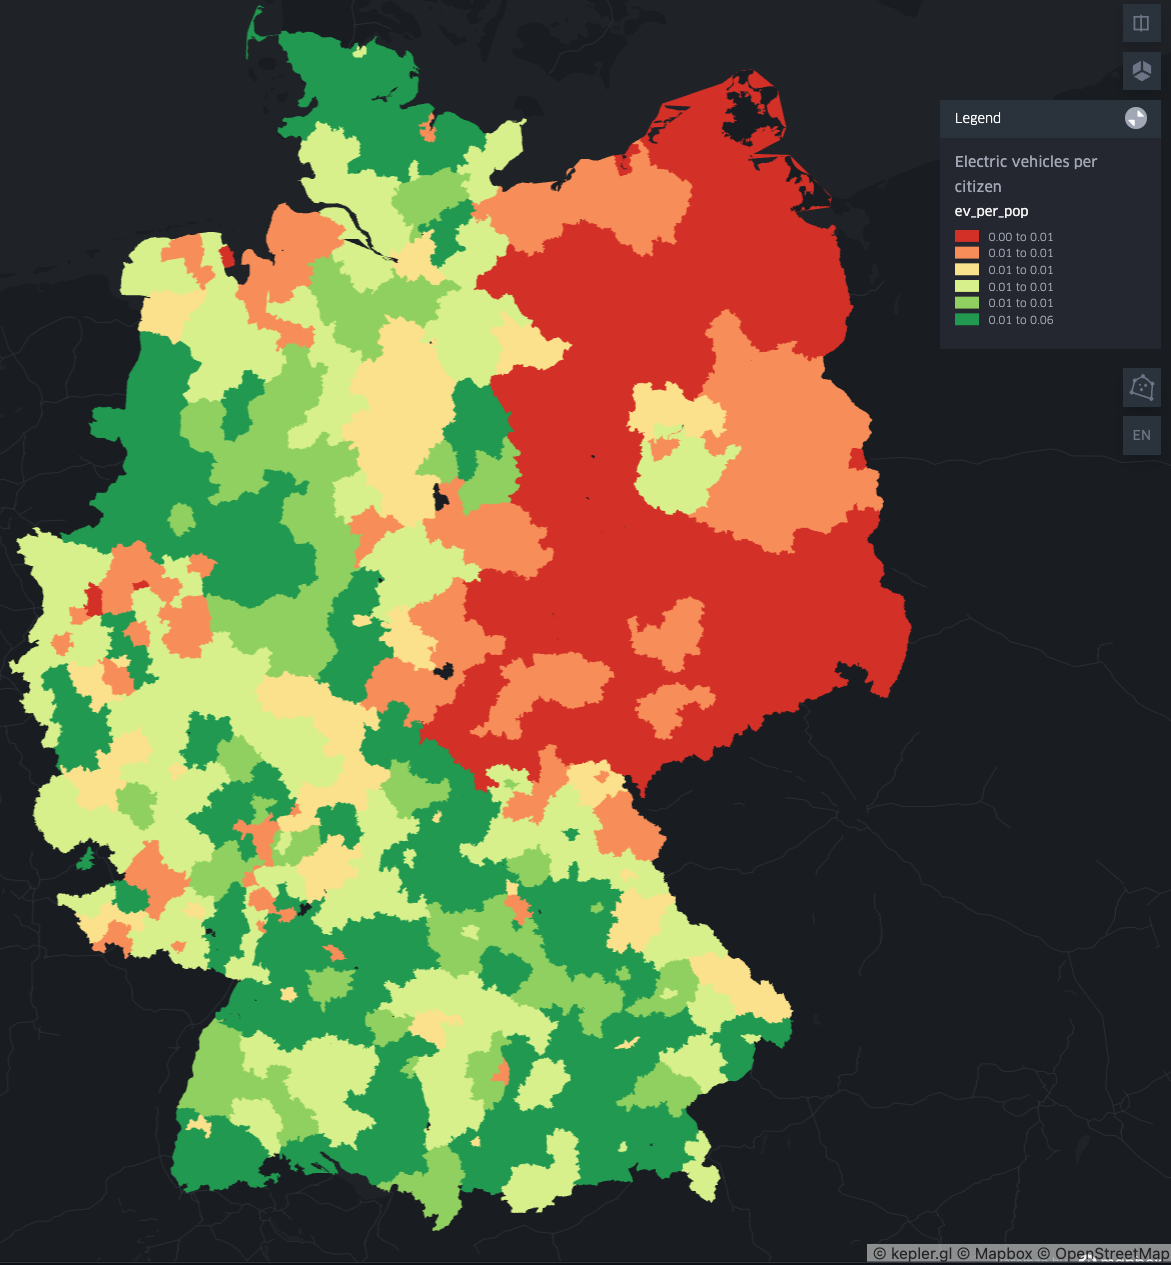 Legend
Electric vehicles per
citizen
ev_per_pop
0.00 to 0.01
0.01 to 0.01
0.01 to 0.01
0.01 to 0.01
0.01 to 0.01
0.01 to 0.06
EN
© kepler.gl © Mapbox © OpenStreetMap